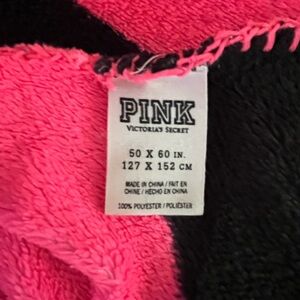 PINK
VICTORIA'S SECRET
50 X 60 IN.
127 X 152 CM
MADE IN CHINA / FAIT EN
CHINE / HECHO EN CHINA
100% POLYESTER / POLIÉSTER